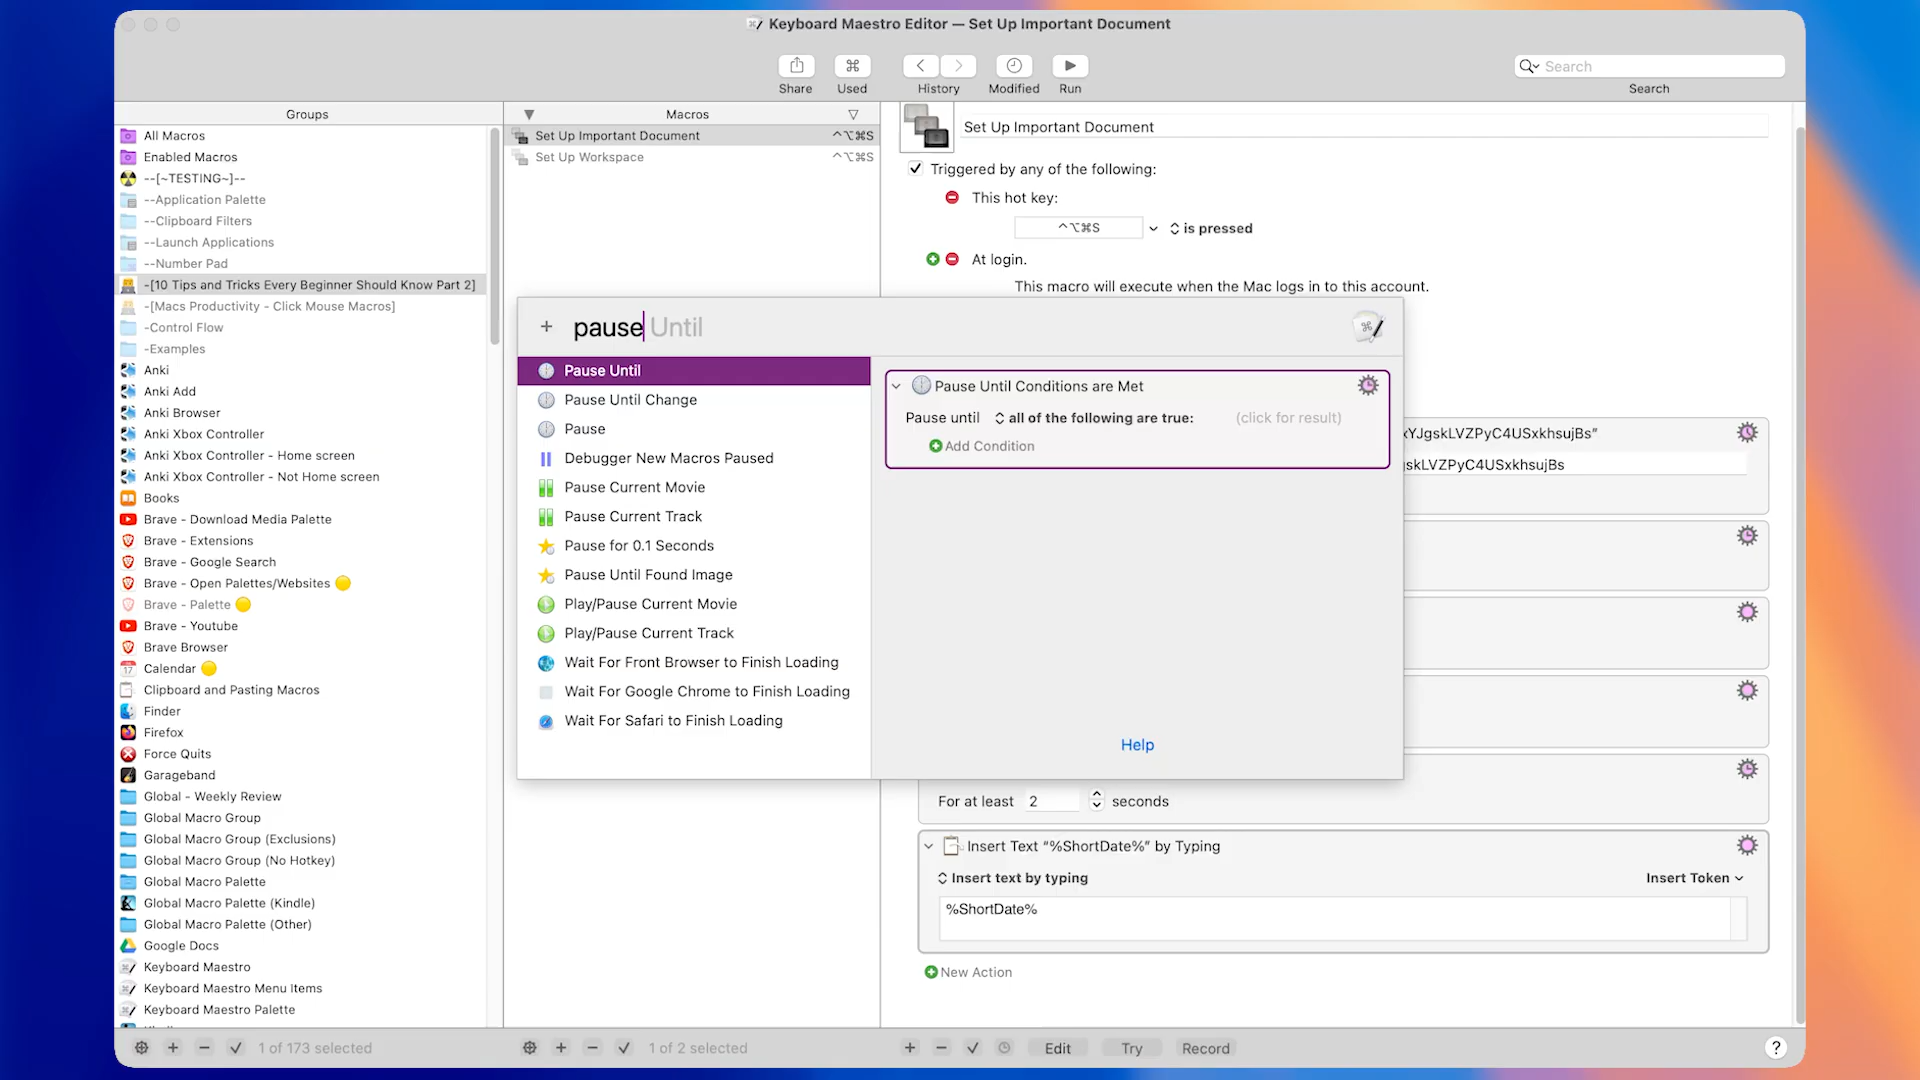 Keyboard Maestro Editor — Set Up Important Document
Share
Used
History
Modified
Run
Search
Search
Groups
All Macros
Enabled Macros
--[~TESTING~]--
--Application Palette
--Clipboard Filters
--Launch Applications
--Number Pad
-[10 Tips and Tricks Every Beginner Should Know Part 2]
-[Macs Productivity - Click Mouse Macros]
-Control Flow
-Examples
Anki
Anki Add
Anki Browser
Anki Xbox Controller
Anki Xbox Controller - Home screen
Anki Xbox Controller - Not Home screen
Books
Brave - Download Media Palette
Brave - Extensions
Brave - Google Search
Brave - Open Palettes/Websites
Brave - Palette
Brave - Youtube
Brave Browser
Calendar
Clipboard and Pasting Macros
Finder
Firefox
Force Quits
Garageband
Global - Weekly Review
Global Macro Group
Global Macro Group (Exclusions)
Global Macro Group (No Hotkey)
Global Macro Palette
Global Macro Palette (Kindle)
Global Macro Palette (Other)
Google Docs
Keyboard Maestro
Keyboard Maestro Menu Items
Keyboard Maestro Palette
1 of 173 selected
Macros
Set Up Important Document ⌃⌥⌘S
Set Up Workspace ⌃⌥⌘S
1 of 2 selected
Set Up Important Document
Triggered by any of the following:
This hot key:
⌃⌥⌘S is pressed
At login.
This macro will execute when the Mac logs in to this account.
pause Until
Pause Until
Pause Until Change
Pause
Debugger New Macros Paused
Pause Current Movie
Pause Current Track
Pause for 0.1 Seconds
Pause Until Found Image
Play/Pause Current Movie
Play/Pause Current Track
Wait For Front Browser to Finish Loading
Wait For Google Chrome to Finish Loading
Wait For Safari to Finish Loading
Pause Until Conditions are Met
Pause until all of the following are true: (click for result)
Add Condition
Help
xYJgskLVZPyC4USxkhsujBs”
gskLVZPyC4USxkhsujBs
For at least 2 seconds
Insert Text “%ShortDate%” by Typing
Insert text by typing Insert Token
%ShortDate%
New Action
Edit
Try
Record
?